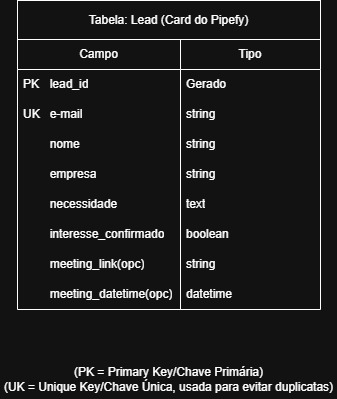 Tabela: Lead (Card do Pipefy)
Campo Tipo
PK lead_id Gerado
UK e-mail string
nome string
empresa string
necessidade text
interesse_confirmado boolean
meeting_link(opc) string
meeting_datetime(opc) datetime
(PK = Primary Key/Chave Primária)
(UK = Unique Key/Chave Única, usada para evitar duplicatas)